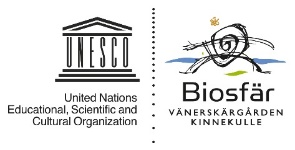 UNESCO
United Nations
Educational, Scientific and
Cultural Organization
Biosfär
VÄNERSKÄRGÅRDEN
KINNEKULLE